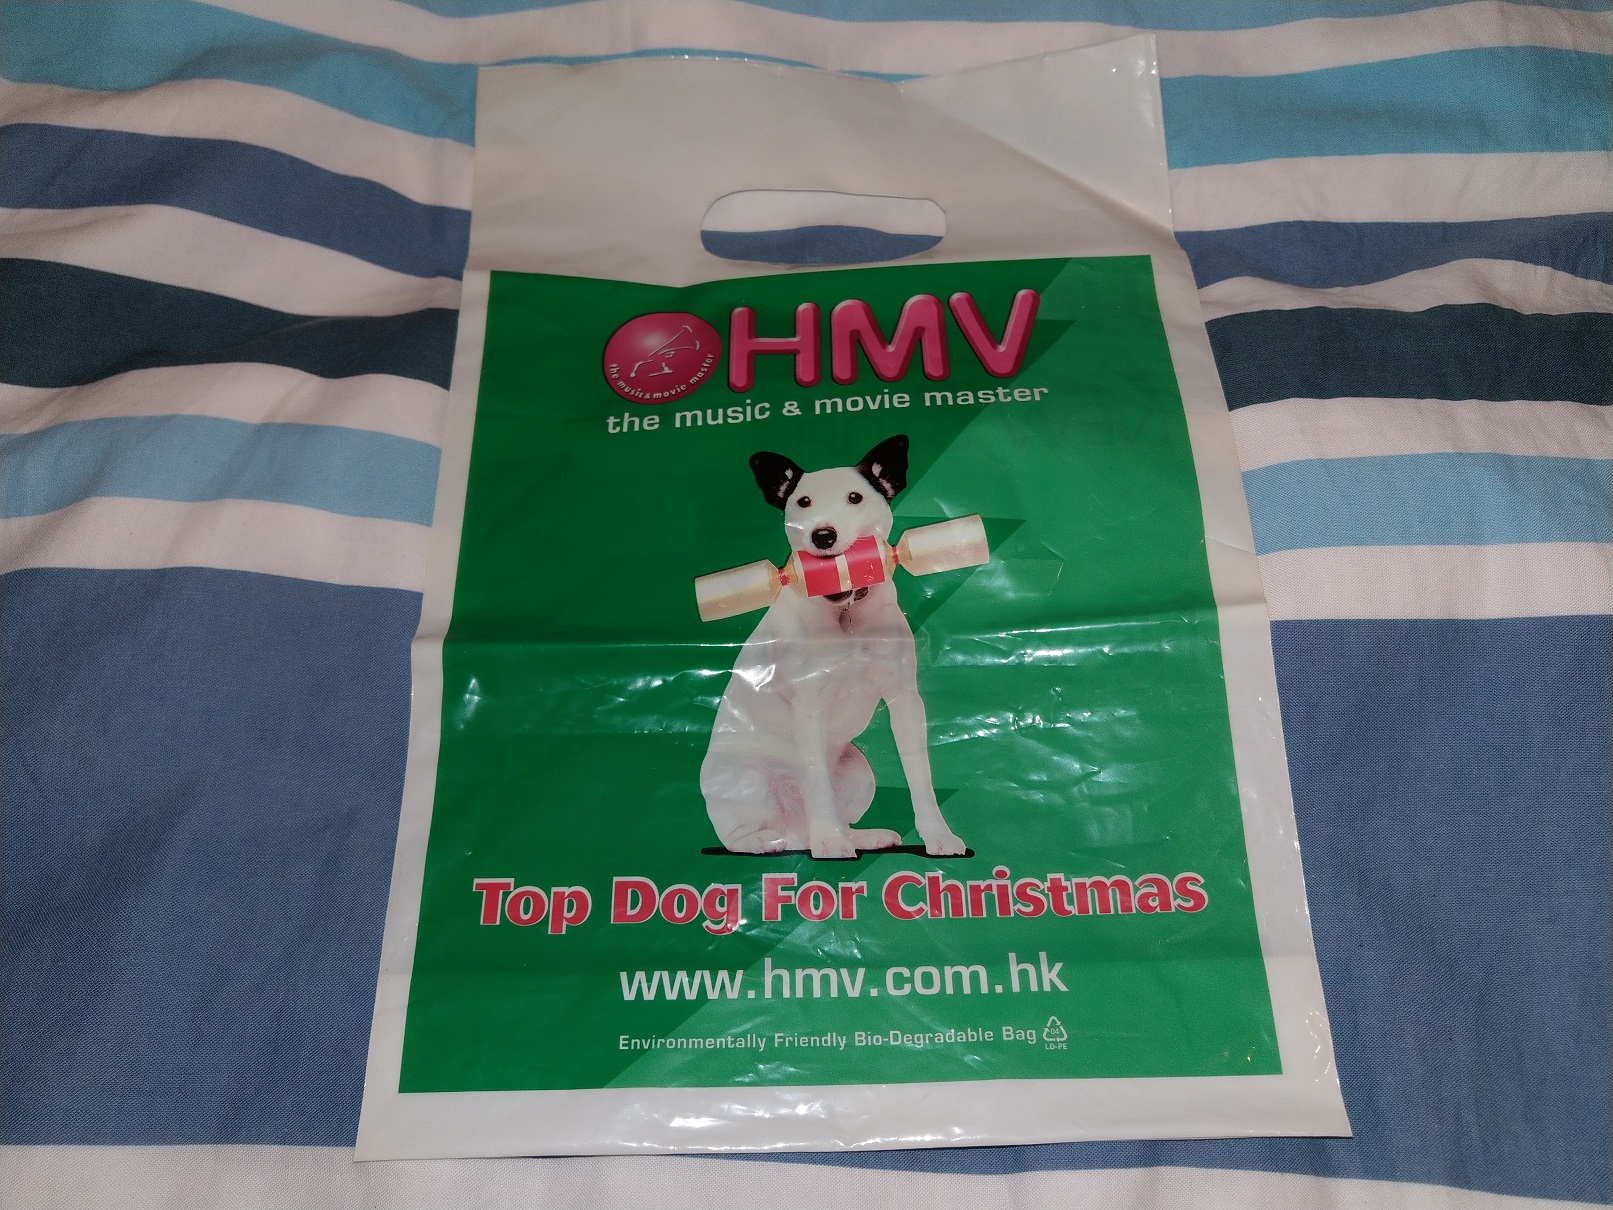 HMV
the music & movie master
the music & movie master
Top Dog For Christmas
www.hmv.com.hk
Environmentally Friendly Bio-Degradable Bag
04
LD-PE